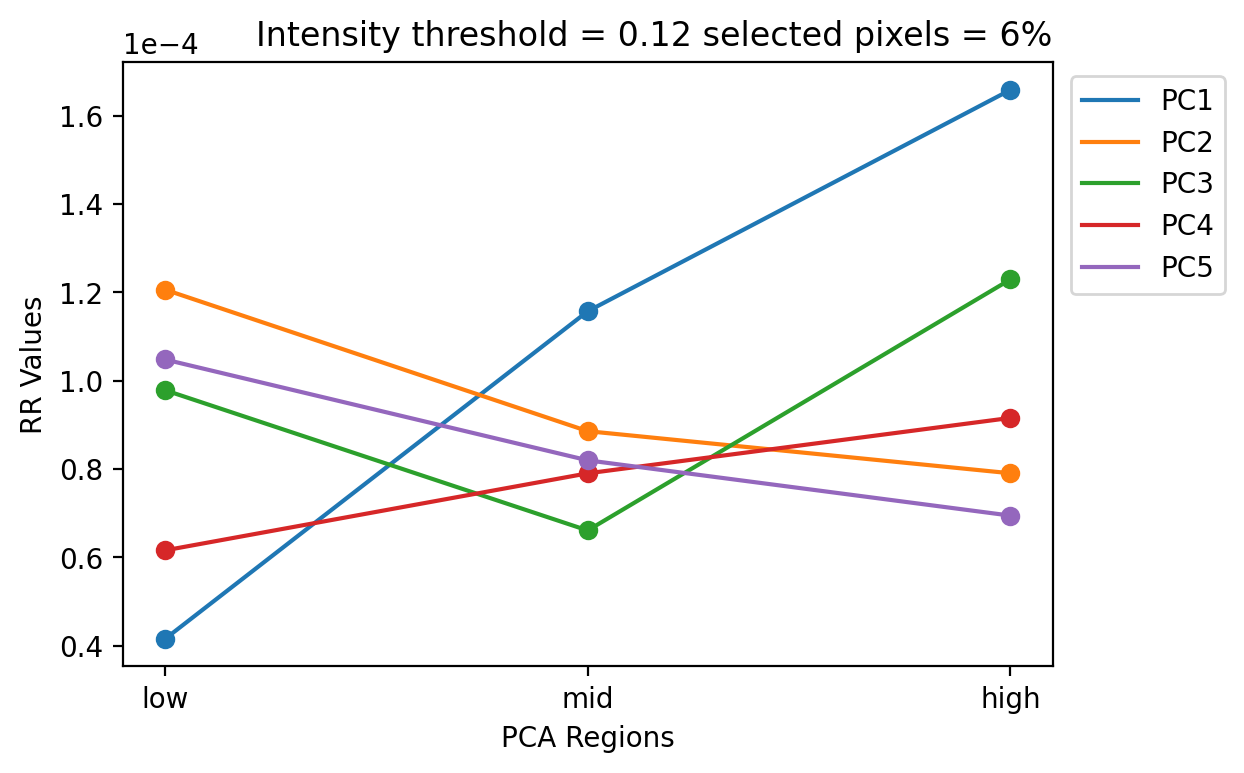 Intensity threshold = 0.12 selected pixels = 6%
1e−4
1.6
1.4
1.2
1.0
0.8
0.6
0.4
RR Values
low
mid
high
PCA Regions
PC1
PC2
PC3
PC4
PC5